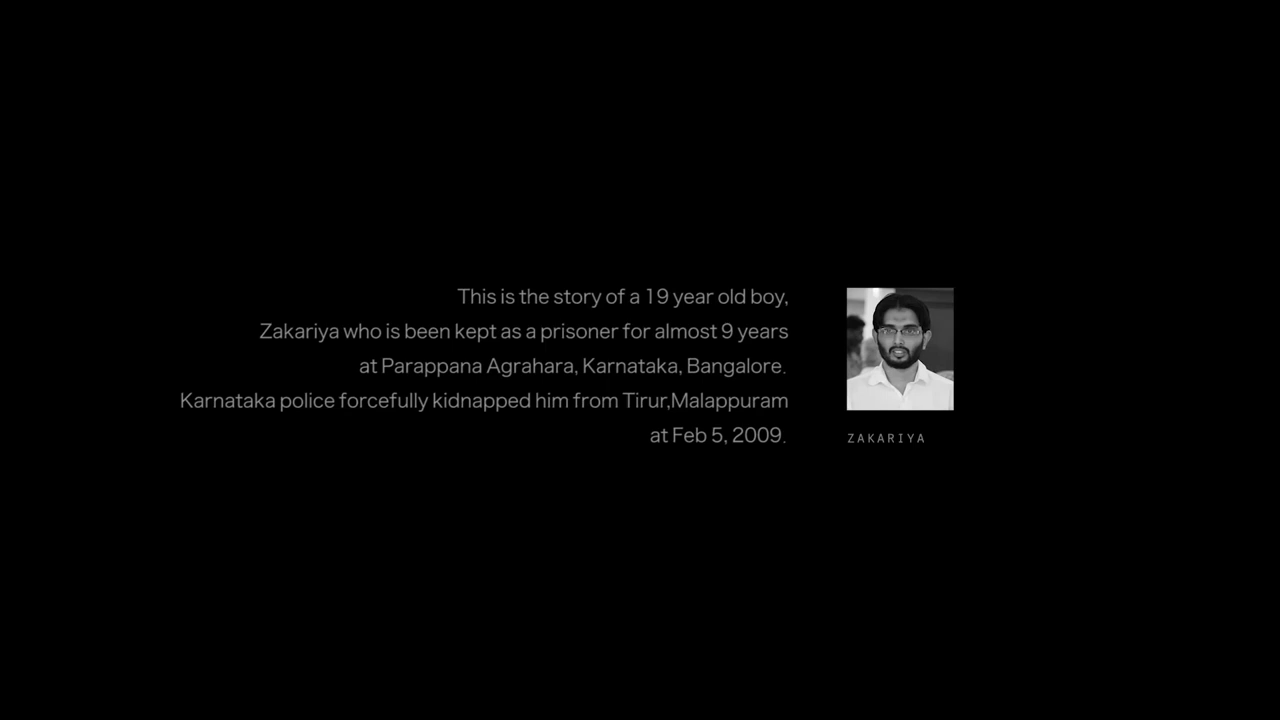 This is the story of a 19 year old boy,
Zakariya who is been kept as a prisoner for almost 9 years
at Parappana Agrahara, Karnataka, Bangalore.
Karnataka police forcefully kidnapped him from Tirur,Malappuram
at Feb 5, 2009.
ZAKARIYA